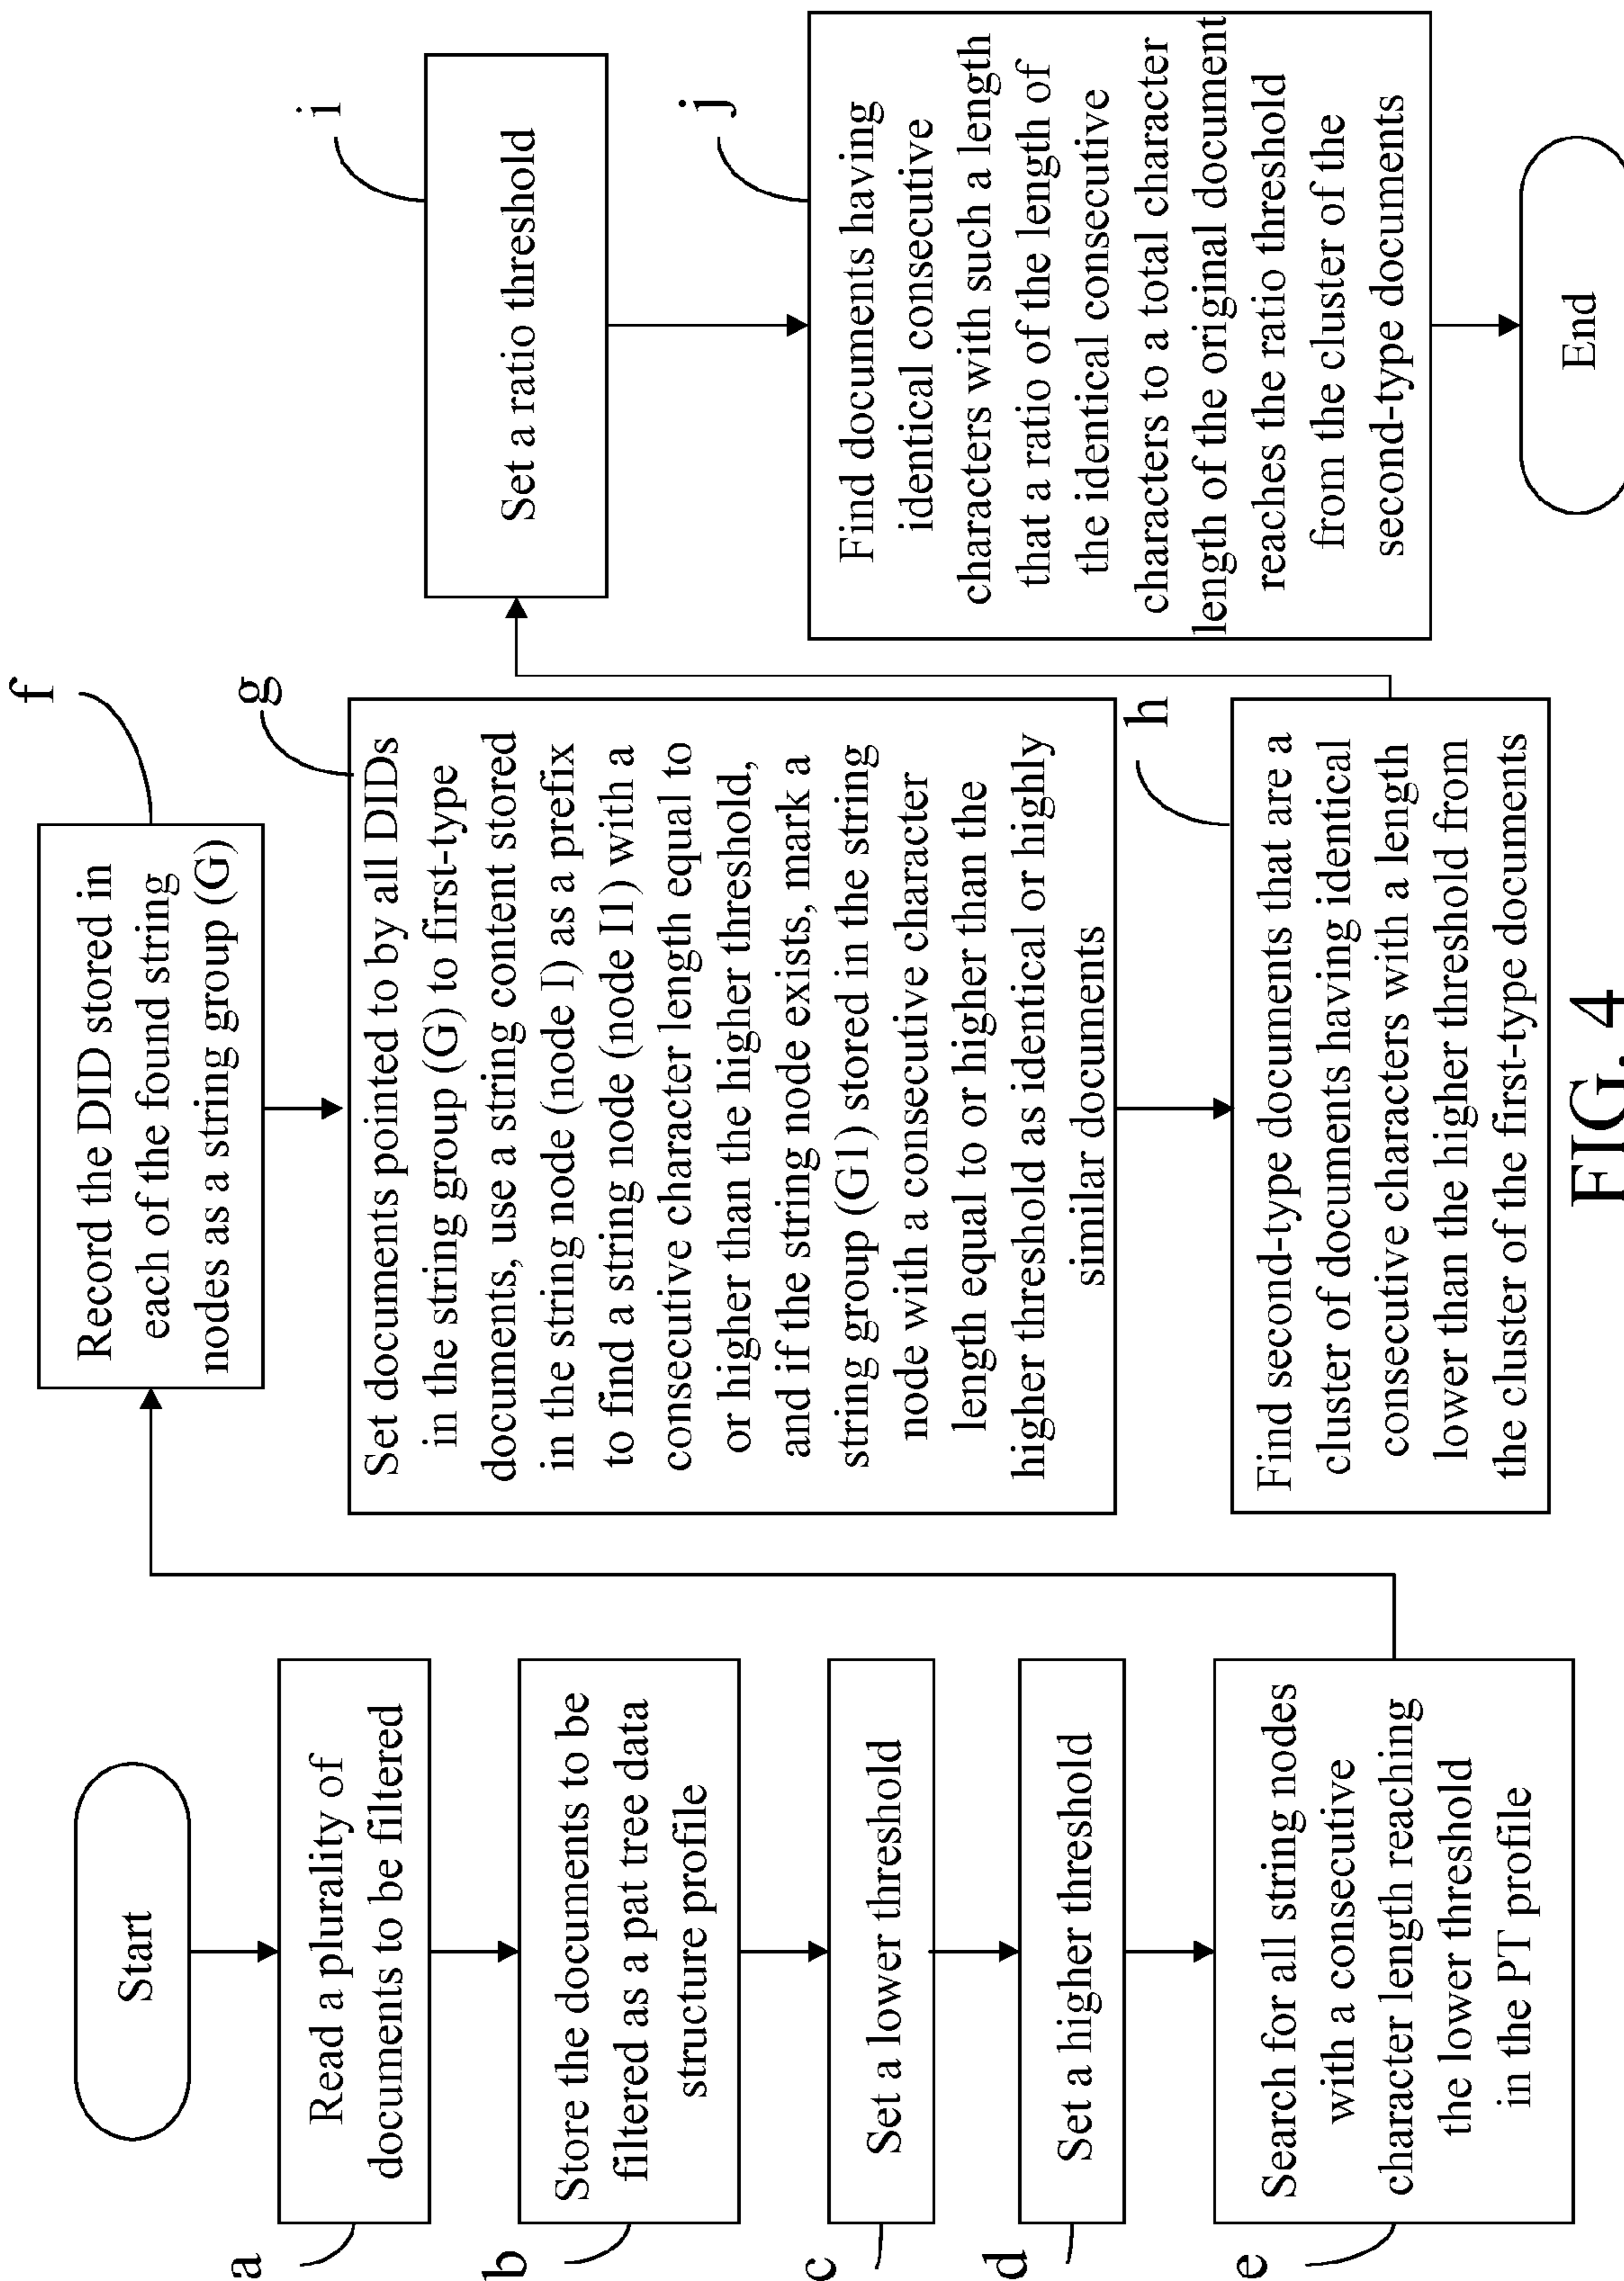 Start
a
Read a plurality of
documents to be filtered
b
Store the documents to be
filtered as a pat tree data
structure profile
c
Set a lower threshold
d
Set a higher threshold
e
Search for all string nodes
with a consecutive
character length reaching
the lower threshold
in the PT profile
f
Record the DID stored in
each of the found string
nodes as a string group (G)
g
Set documents pointed to by all DIDs
in the string group (G) to first-type
documents, use a string content stored
in the string node (node I) as a prefix
to find a string node (node I1) with a
consecutive character length equal to
or higher than the higher threshold,
and if the string node exists, mark a
string group (G1) stored in the string
node with a consecutive character
length equal to or higher than the
higher threshold as identical or highly
similar documents
h
Find second-type documents that are a
cluster of documents having identical
consecutive characters with a length
lower than the higher threshold from
the cluster of the first-type documents
i
Set a ratio threshold
j
Find documents having
identical consecutive
characters with such a length
that a ratio of the length of
the identical consecutive
characters to a total character
length of the original document
reaches the ratio threshold
from the cluster of the
second-type documents
End
FIG. 4